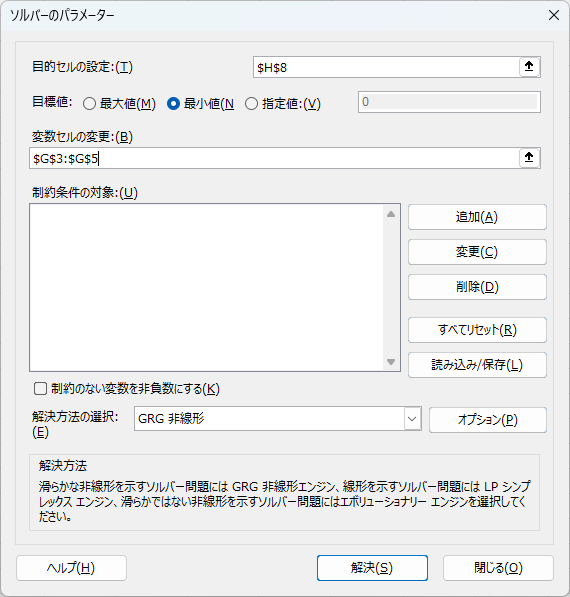 ソルバーのパラメーター
目的セルの設定:(T)
$H$8
目標値:
最大値(M)
最小値(N
指定値:(V)
0
変数セルの変更:(B)
$G$3:$G$5
制約条件の対象:(U)
追加(A)
変更(C)
削除(D)
すべてリセット(R)
読み込み/保存(L)
制約のない変数を非負数にする(K)
解決方法の選択:
(E)
GRG 非線形
オプション(P)
解決方法
滑らかな非線形を示すソルバー問題には GRG 非線形エンジン、線形を示すソルバー問題には LP シンプ
レックス エンジン、滑らかではない非線形を示すソルバー問題にはエボリューショナリー エンジンを選択してく
ださい。
ヘルプ(H)
解決(S)
閉じる(O)